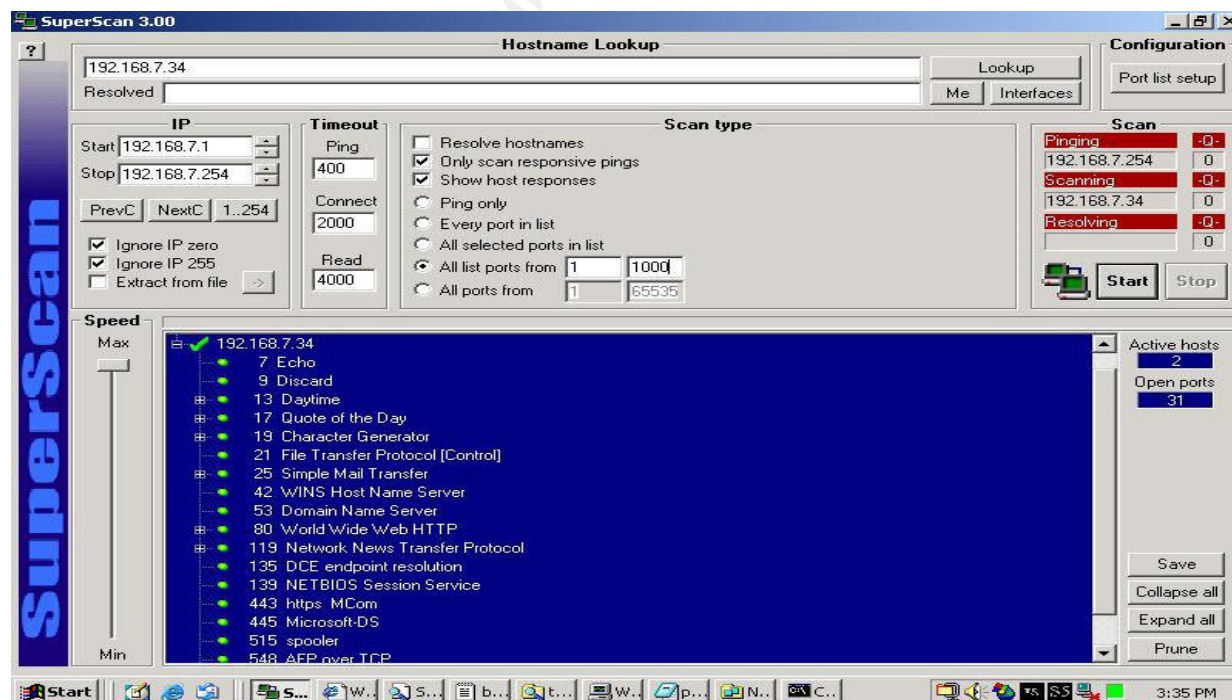 SuperScan 3.00
?
Hostname Lookup
192.168.7.34
Lookup
Resolved
Me
Interfaces
Configuration
Port list setup
IP
Start 192.168.7.1
Stop 192.168.7.254
PrevC
NextC
1..254
Ignore IP zero
Ignore IP 255
Extract from file
->
Timeout
Ping
400
Connect
2000
Read
4000
Scan type
Resolve hostnames
Only scan responsive pings
Show host responses
Ping only
Every port in list
All selected ports in list
All list ports from 1 1000
All ports from 1 65535
Scan
Pinging -Q-
192.168.7.254 0
Scanning -Q-
192.168.7.34 0
Resolving -Q-
0
Start
Stop
SuperScan
Speed
Max
Min
192.168.7.34
7 Echo
9 Discard
13 Daytime
17 Quote of the Day
19 Character Generator
21 File Transfer Protocol [Control]
25 Simple Mail Transfer
42 WINS Host Name Server
53 Domain Name Server
80 World Wide Web HTTP
119 Network News Transfer Protocol
135 DCE endpoint resolution
139 NETBIOS Session Service
443 https MCom
445 Microsoft-DS
515 spooler
548 AFP over TCP
Active hosts
2
Open ports
31
Save
Collapse all
Expand all
Prune
Start
S...
W..
S...
b...
t...
W..
p...
N..
C..
3:35 PM